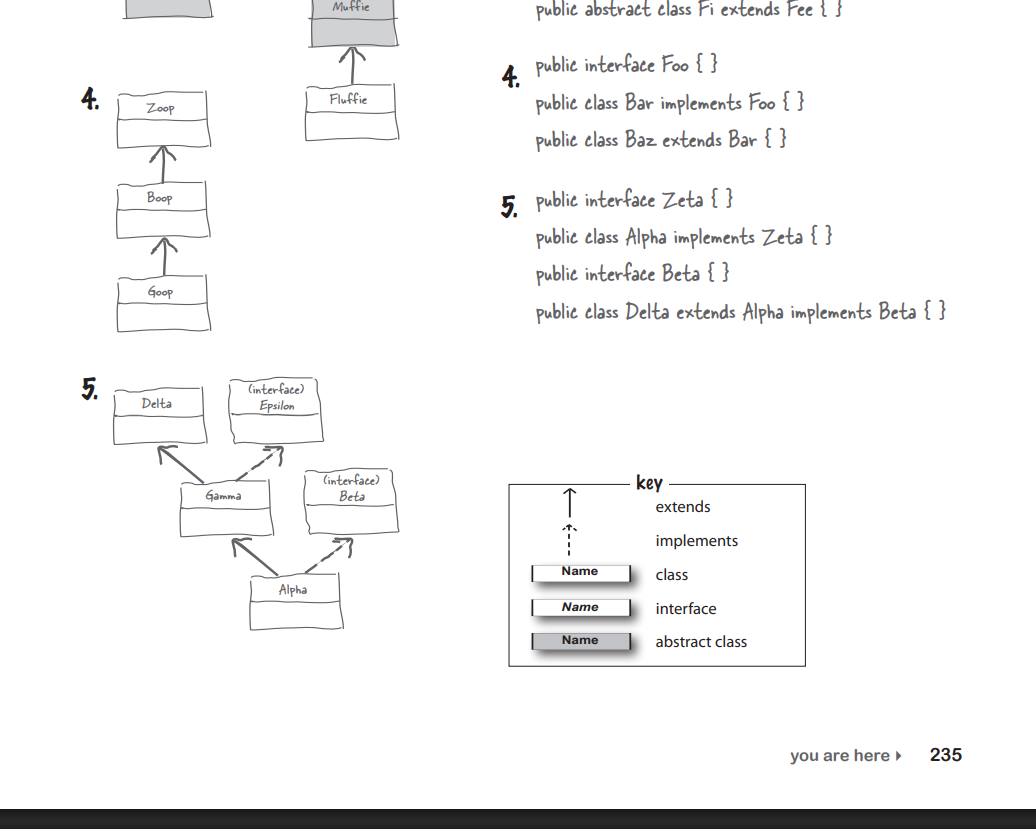 Muffie
Fluffie
4.
Zoop
Boop
Goop
5.
Delta
(interface)
Epsilon
Gamma
(interface)
Beta
Alpha
public abstract class Fi extends Fee { }
4.
public interface Foo { }
public class Bar implements Foo { }
public class Baz extends Bar { }
5.
public interface Zeta { }
public class Alpha implements Zeta { }
public interface Beta { }
public class Delta extends Alpha implements Beta { }
key
extends
implements
Name class
Name interface
Name abstract class
you are here 235